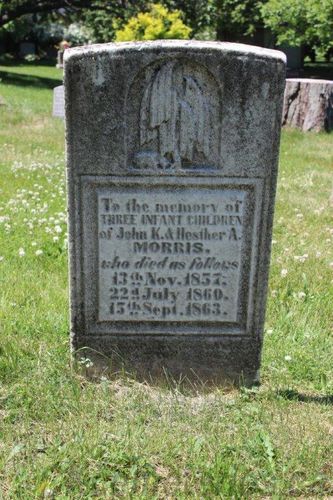 To the memory of
THREE INFANT CHILDREN
of John K. & Hesther A.
MORRIS.
who died as follows
13th Nov. 1857.
22nd July 1860.
15th Sept. 1863.